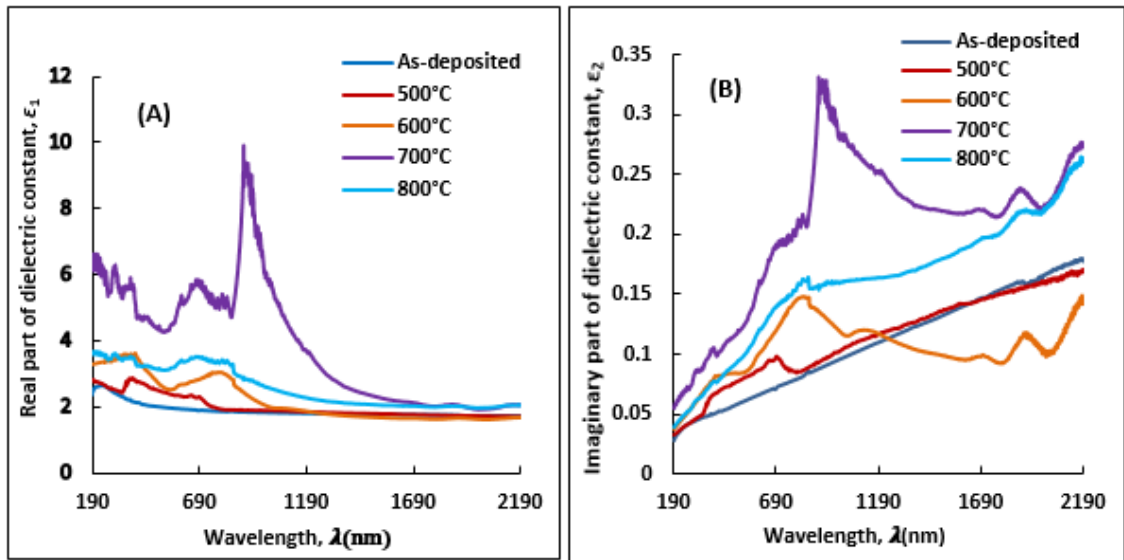 (A)
As-deposited
500°C
600°C
700°C
800°C
Real part of dielectric constant, ε₁
12
10
8
6
4
2
0
190 690 1190 1690 2190
Wavelength, λ(nm)
(B)
As-deposited
500°C
600°C
700°C
800°C
Imaginary part of dielectric constant, ε₂
0.35
0.3
0.25
0.2
0.15
0.1
0.05
0
190 690 1190 1690 2190
Wavelength, λ(nm)